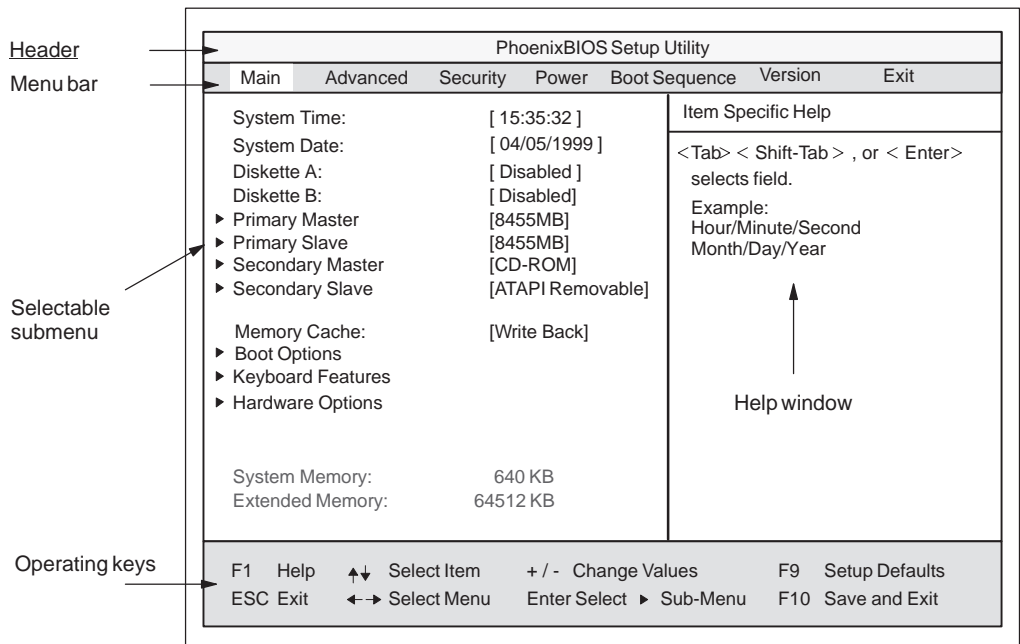 PhoenixBIOS Setup Utility
Header
Menu bar
Main Advanced Security Power Boot Sequence Version Exit
System Time: [ 15:35:32 ]
System Date: [ 04/05/1999 ]
Diskette A: [ Disabled ]
Diskette B: [ Disabled]
▶ Primary Master [8455MB]
▶ Primary Slave [8455MB]
▶ Secondary Master [CD-ROM]
▶ Secondary Slave [ATAPI Removable]
Selectable
submenu
Memory Cache: [Write Back]
▶ Boot Options
▶ Keyboard Features
▶ Hardware Options
System Memory: 640 KB
Extended Memory: 64512 KB
Item Specific Help
<Tab> < Shift-Tab > , or < Enter>
selects field.
Example:
Hour/Minute/Second
Month/Day/Year
Help window
Operating keys
F1 Help ↑↓ Select Item + / - Change Values F9 Setup Defaults
ESC Exit ←→ Select Menu Enter Select ▶ Sub-Menu F10 Save and Exit